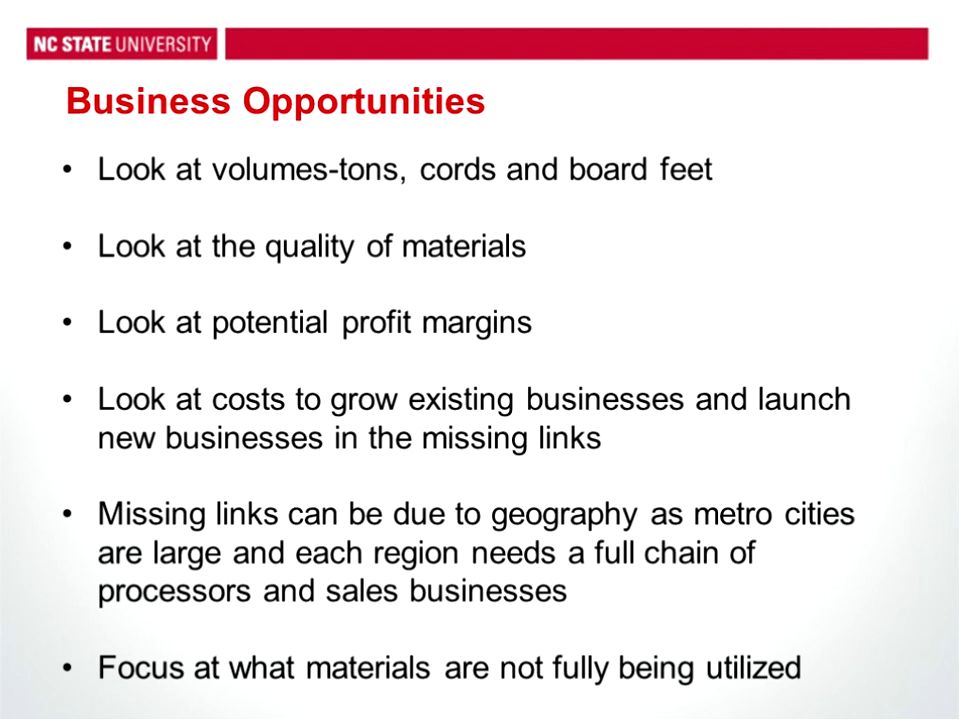 NC STATE UNIVERSITY
Business Opportunities
• Look at volumes-tons, cords and board feet
• Look at the quality of materials
• Look at potential profit margins
• Look at costs to grow existing businesses and launch
new businesses in the missing links
• Missing links can be due to geography as metro cities
are large and each region needs a full chain of
processors and sales businesses
• Focus at what materials are not fully being utilized